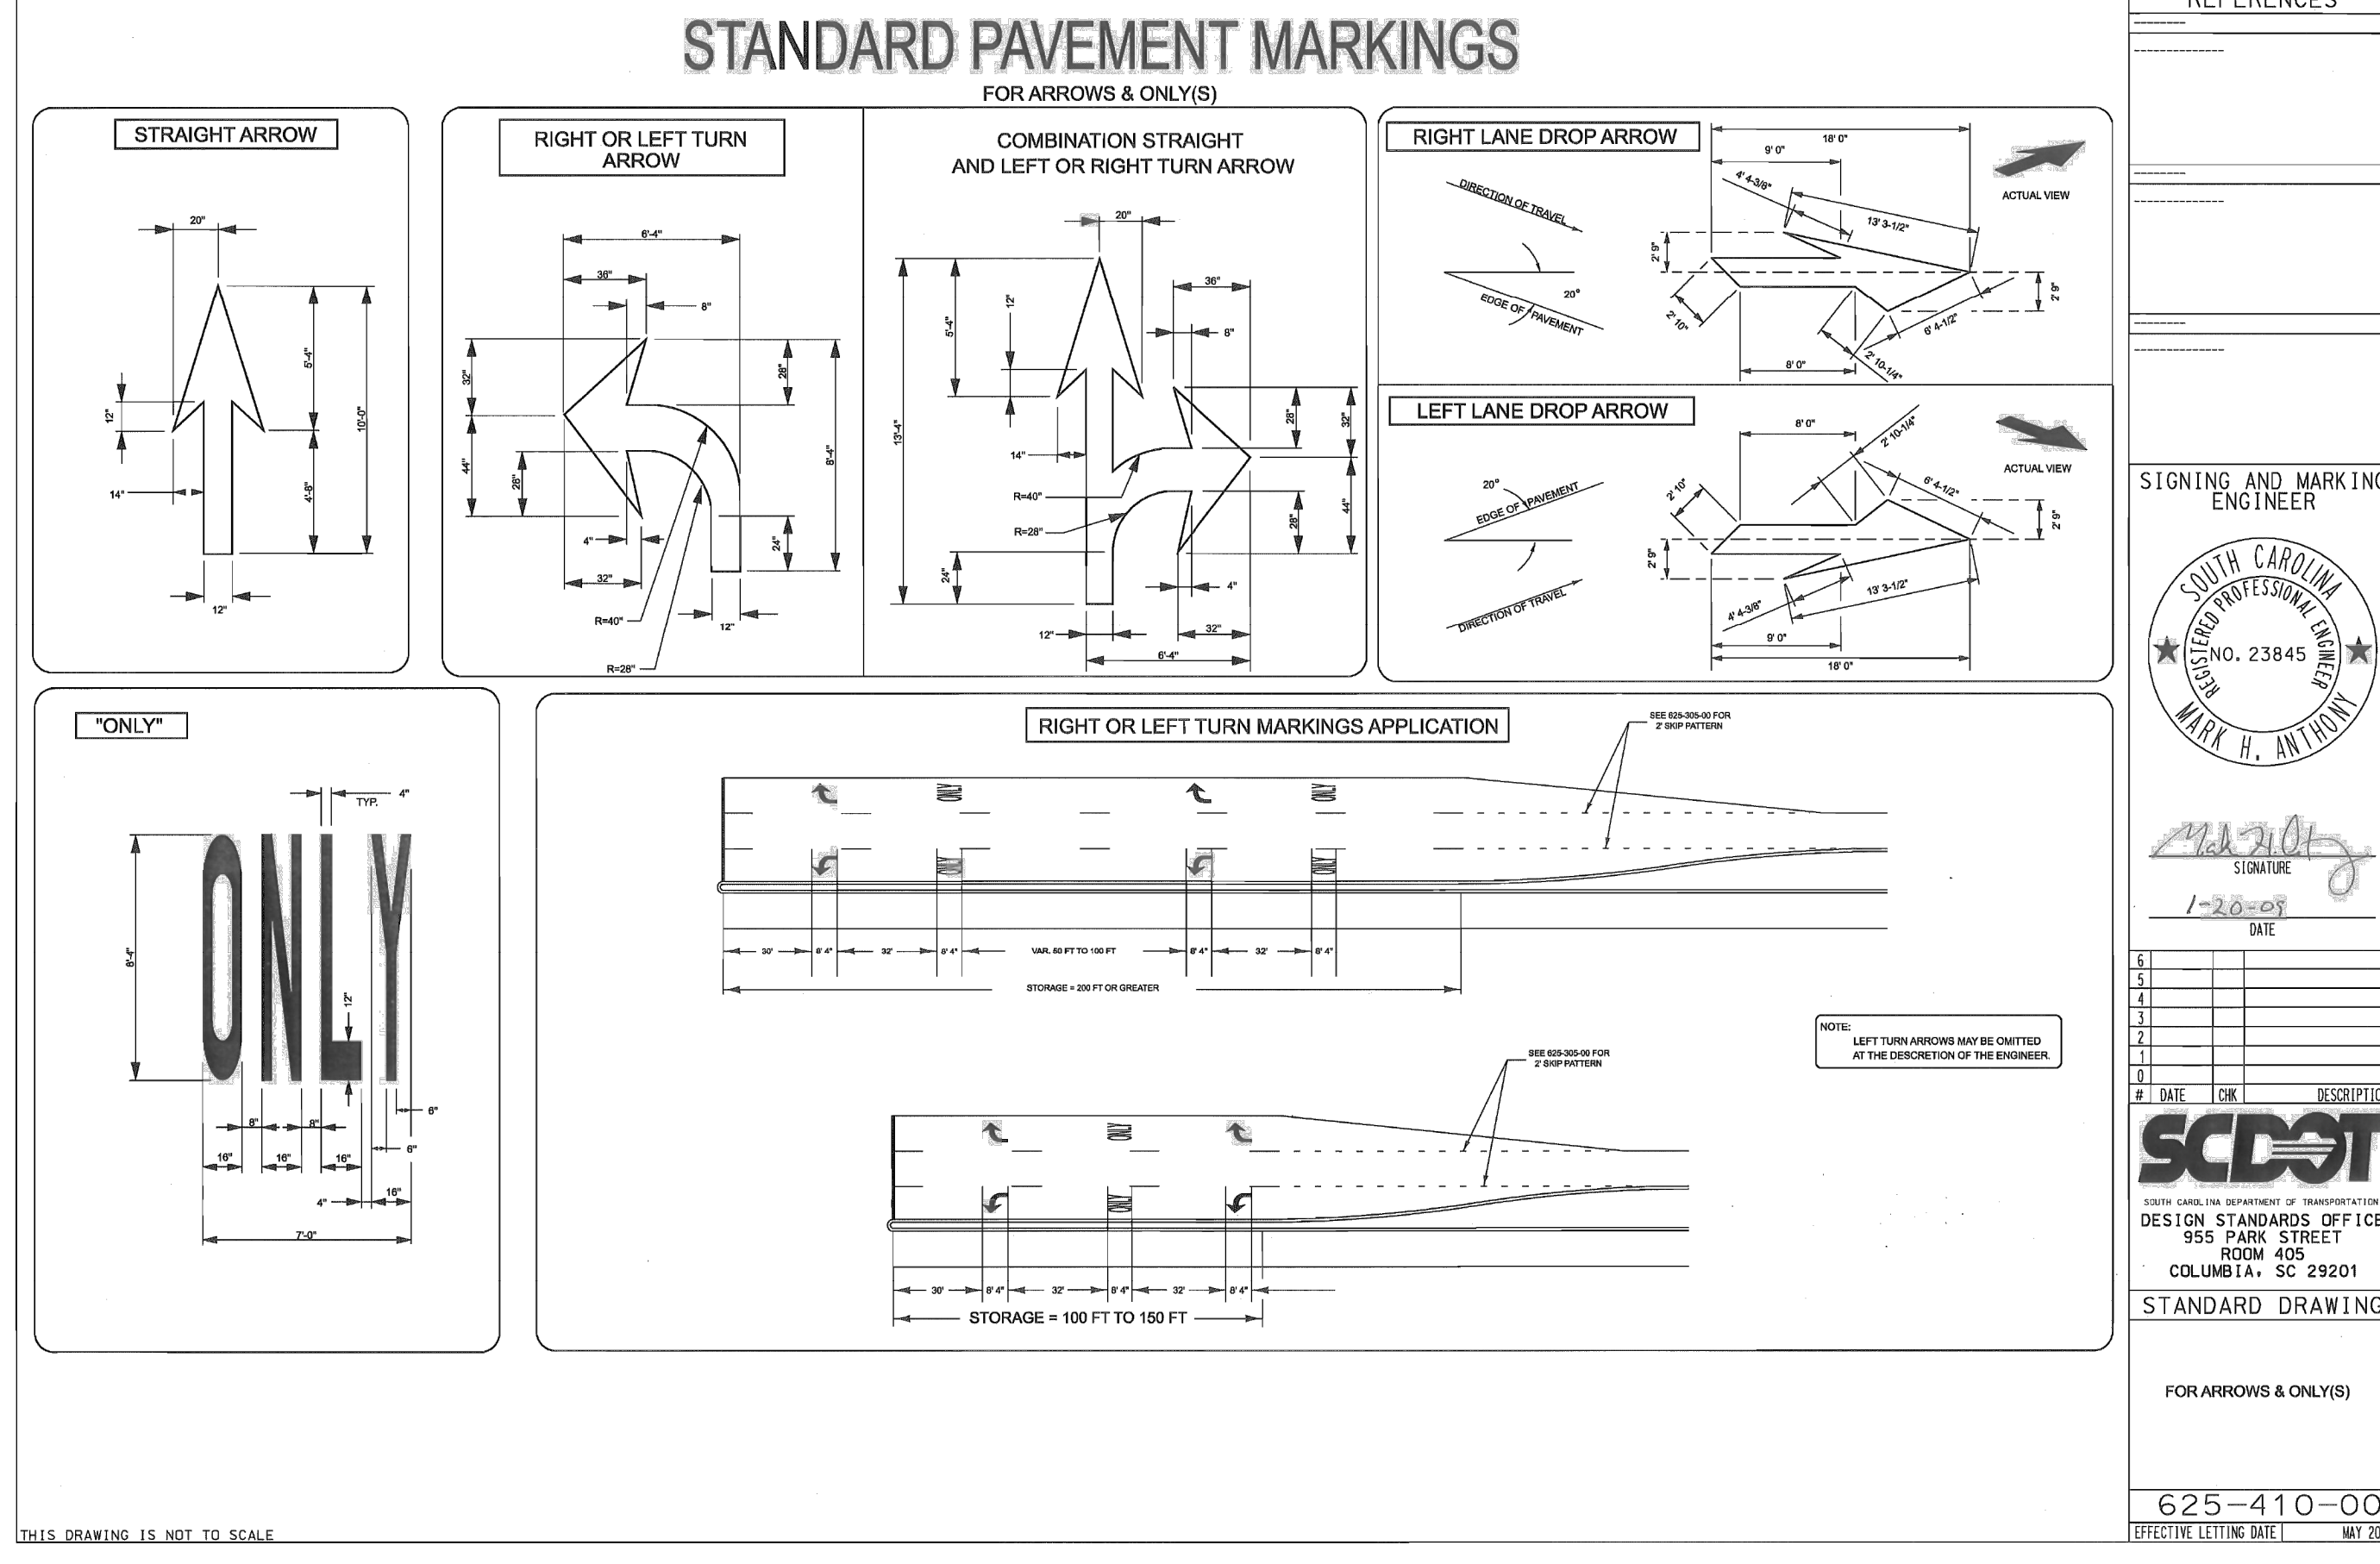 STANDARD PAVEMENT MARKINGS
FOR ARROWS & ONLY(S)
STRAIGHT ARROW
20"
5'-4"
10'-0"
12"
14"
4'-8"
12"
RIGHT OR LEFT TURN
ARROW
6'-4"
36"
8"
32"
28"
8'-4"
44"
28"
4"
24"
32"
R=40"
12"
R=28"
COMBINATION STRAIGHT
AND LEFT OR RIGHT TURN ARROW
20"
36"
12"
5'-4"
8"
13'-4"
28"
32"
14"
R=40"
44"
28"
R=28"
24"
4"
12"
32"
6'-4"
RIGHT LANE DROP ARROW
18' 0"
9' 0"
4' 4-3/8"
13' 3-1/2"
ACTUAL VIEW
DIRECTION OF TRAVEL
20°
EDGE OF PAVEMENT
2' 9"
2' 9"
2' 10"
6' 4-1/2"
2' 10-1/4"
8' 0"
LEFT LANE DROP ARROW
8' 0"
2' 10-1/4"
ACTUAL VIEW
20°
EDGE OF PAVEMENT
2' 10"
6' 4-1/2"
2' 9"
2' 9"
DIRECTION OF TRAVEL
4' 4-3/8"
13' 3-1/2"
9' 0"
18' 0"
"ONLY"
4"
TYP.
8'-4"
ONLY
12"
6"
8"
8"
6"
16"
16"
16"
16"
4"
7'-0"
RIGHT OR LEFT TURN MARKINGS APPLICATION
SEE 625-305-00 FOR
2' SKIP PATTERN
ONLY
ONLY
ONLY
ONLY
30'
8' 4"
32'
8' 4"
VAR. 50 FT TO 100 FT
8' 4"
32'
8' 4"
STORAGE = 200 FT OR GREATER
NOTE:
LEFT TURN ARROWS MAY BE OMITTED
AT THE DESCRETION OF THE ENGINEER.
SEE 625-305-00 FOR
2' SKIP PATTERN
ONLY
ONLY
30'
8' 4"
32'
8' 4"
32'
8' 4"
STORAGE = 100 FT TO 150 FT
THIS DRAWING IS NOT TO SCALE
REFERENCES
SIGNING AND MARKING
ENGINEER
SOUTH CAROLINA
REGISTERED PROFESSIONAL ENGINEER
NO. 23845
MARK H. ANTHONY
SIGNATURE
1-20-09
DATE
6
5
4
3
2
1
0
# DATE CHK DESCRIPTIO
SCDOT
SOUTH CAROLINA DEPARTMENT OF TRANSPORTATION
DESIGN STANDARDS OFFICE
955 PARK STREET
ROOM 405
COLUMBIA, SC 29201
STANDARD DRAWING
FOR ARROWS & ONLY(S)
625-410-00
EFFECTIVE LETTING DATE MAY 20